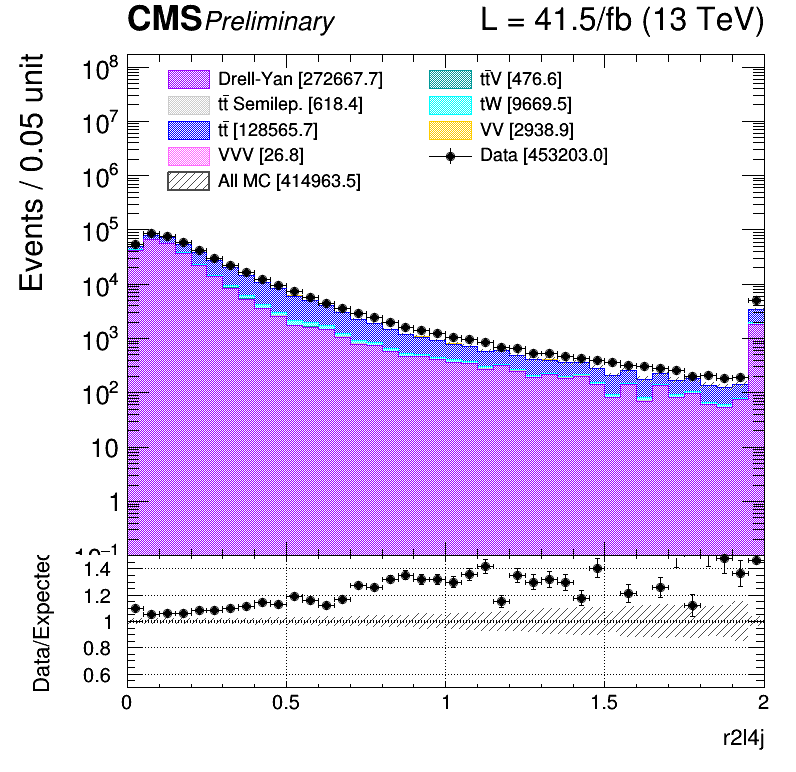 CMS Preliminary L = 41.5/fb (13 TeV)
Events / 0.05 unit
10⁸
10⁷
10⁶
10⁵
10⁴
10³
10²
10
1
10⁻¹
Drell-Yan [272667.7]
tt̄ Semilep. [618.4]
tt̄ [128565.7]
VVV [26.8]
All MC [414963.5]
tt̄V [476.6]
tW [9669.5]
VV [2938.9]
Data [453203.0]
Data/Expected
1.4
1.2
1
0.8
0.6
0 0.5 1 1.5 2
r2l4j